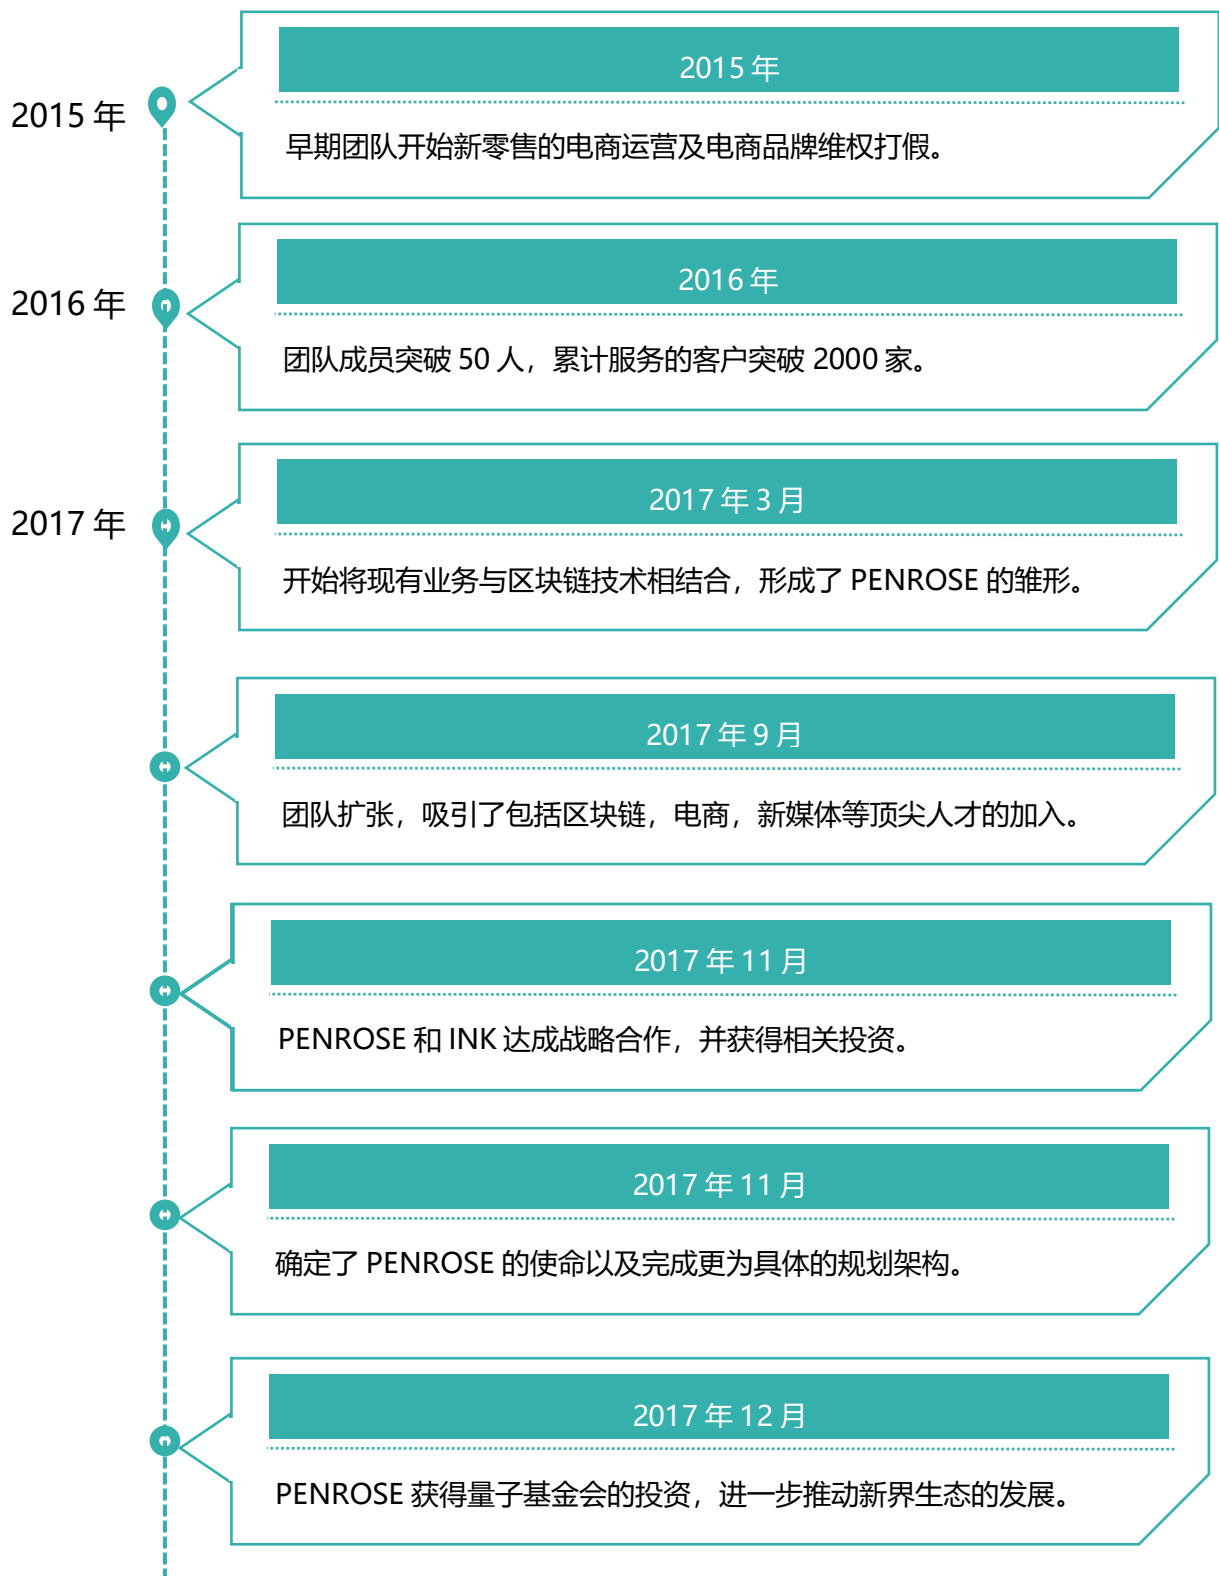 2015 年
2015 年
早期团队开始新零售的电商运营及电商品牌维权打假。
2016 年
2016 年
团队成员突破 50 人，累计服务的客户突破 2000 家。
2017 年
2017 年 3 月
开始将现有业务与区块链技术相结合，形成了 PENROSE 的雏形。
2017 年 9 月
团队扩张，吸引了包括区块链，电商，新媒体等顶尖人才的加入。
2017 年 11 月
PENROSE 和 INK 达成战略合作，并获得相关投资。
2017 年 11 月
确定了 PENROSE 的使命以及完成更为具体的规划架构。
2017 年 12 月
PENROSE 获得量子基金会的投资，进一步推动新界生态的发展。